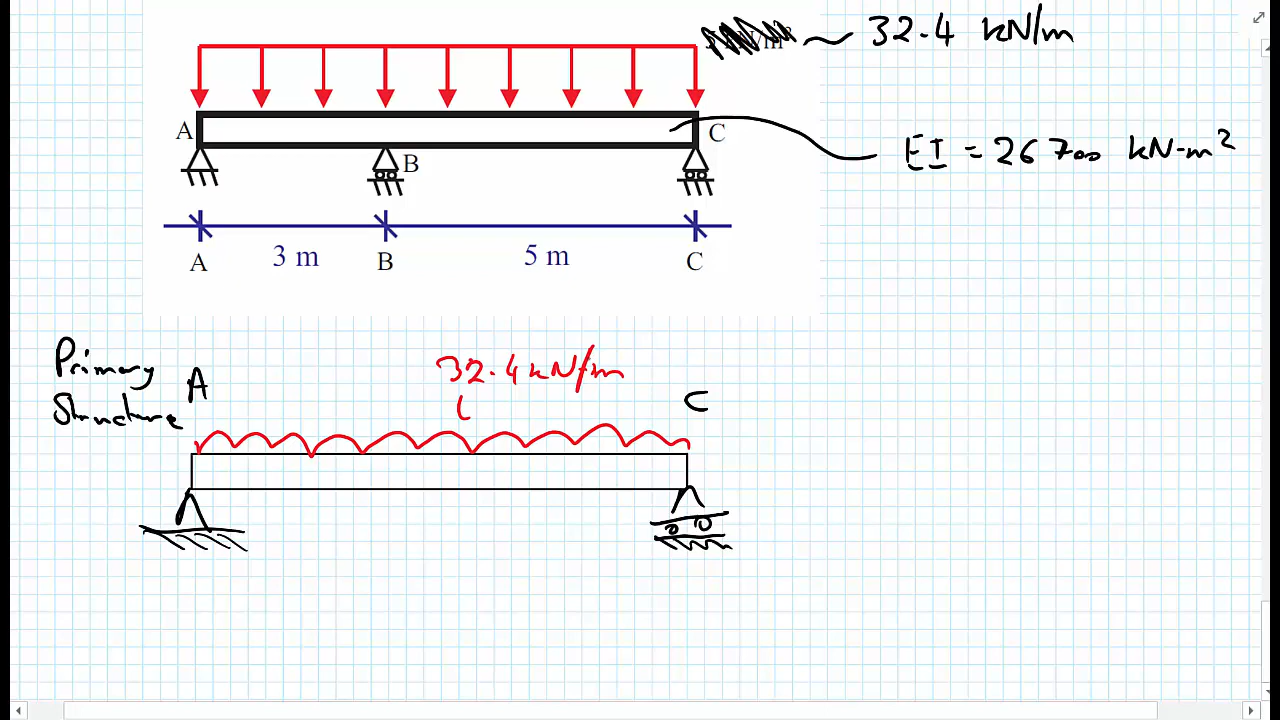 32.4 kN/m
A
C
EI = 26700 kN-m²
B
3 m
5 m
A
B
C
Primary
Structure
A
32.4 kN/m
C